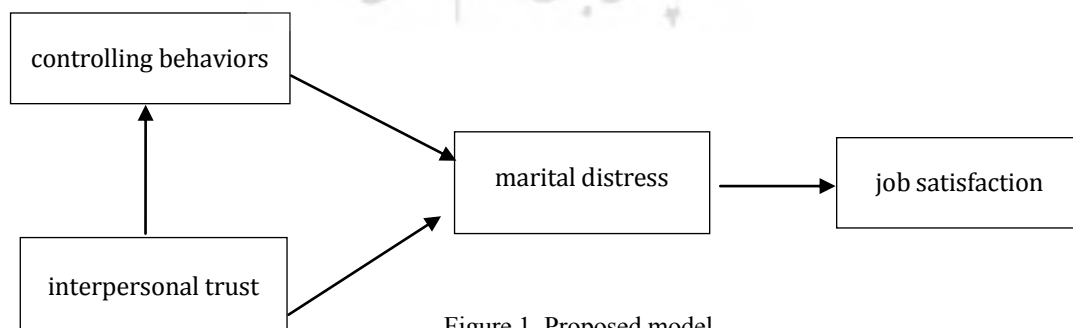 controlling behaviors
marital distress
job satisfaction
interpersonal trust
Figure 1. Proposed model